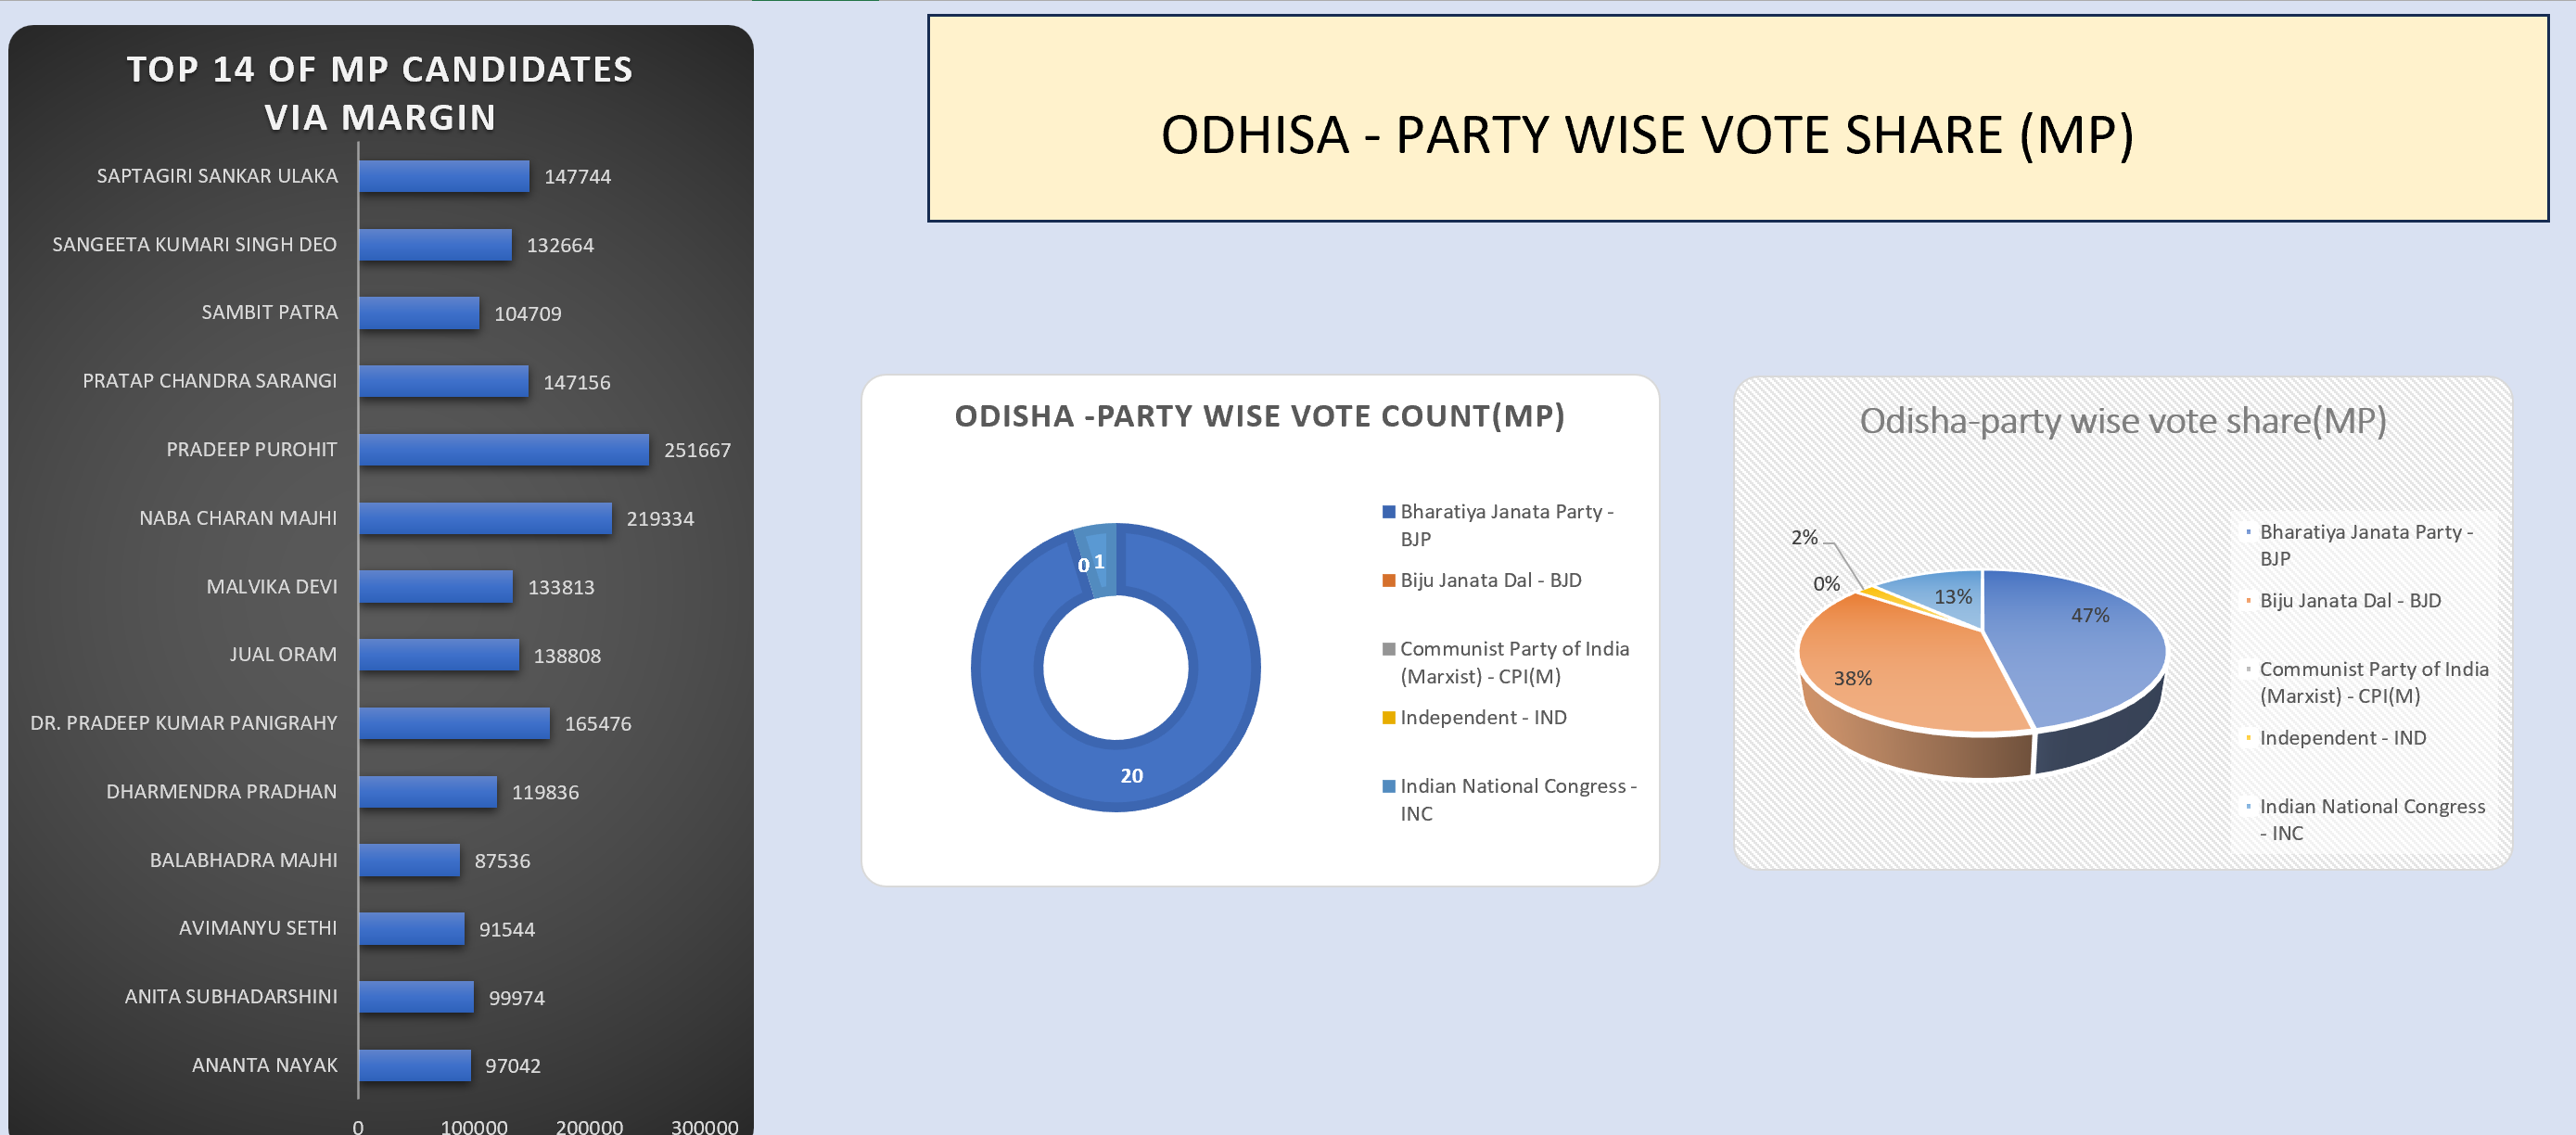 TOP 14 OF MP CANDIDATES
VIA MARGIN
SAPTAGIRI SANKAR ULAKA 147744
SANGEETA KUMARI SINGH DEO 132664
SAMBIT PATRA 104709
PRATAP CHANDRA SARANGI 147156
PRADEEP PUROHIT 251667
NABA CHARAN MAJHI 219334
MALVIKA DEVI 133813
JUAL ORAM 138808
DR. PRADEEP KUMAR PANIGRAHY 165476
DHARMENDRA PRADHAN 119836
BALABHADRA MAJHI 87536
AVIMANYU SETHI 91544
ANITA SUBHADARSHINI 99974
ANANTA NAYAK 97042
0 100000 200000 300000
ODHISA - PARTY WISE VOTE SHARE (MP)
ODISHA -PARTY WISE VOTE COUNT(MP)
0 1
20
Bharatiya Janata Party -
BJP
Biju Janata Dal - BJD
Communist Party of India
(Marxist) - CPI(M)
Independent - IND
Indian National Congress -
INC
Odisha-party wise vote share(MP)
2%
0%
13%
47%
38%
Bharatiya Janata Party -
BJP
Biju Janata Dal - BJD
Communist Party of India
(Marxist) - CPI(M)
Independent - IND
Indian National Congress
- INC